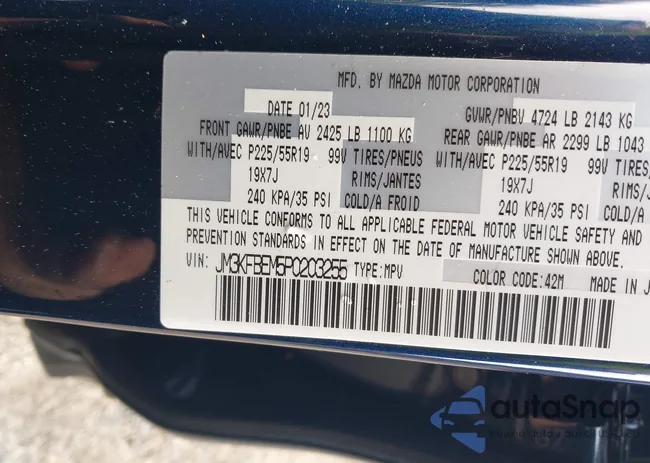 MFD. BY MAZDA MOTOR CORPORATION
DATE 01/23 GVWR/PNBV 4724 LB 2143 KG
FRONT GAWR/PNBE AV 2425 LB 1100 KG REAR GAWR/PNBE AR 2299 LB 1043
WITH/AVEC P225/55R19 99V TIRES/PNEUS WITH/AVEC P225/55R19 99V TIRES/
19X7J RIMS/JANTES 19X7J RIMS/
240 KPA/35 PSI COLD/A FROID 240 KPA/35 PSI COLD/A
THIS VEHICLE CONFORMS TO ALL APPLICABLE FEDERAL MOTOR VEHICLE SAFETY AND
PREVENTION STANDARDS IN EFFECT ON THE DATE OF MANUFACTURE SHOWN ABOVE.
VIN: JM3KFBEM5P0203255 TYPE: MPV COLOR CODE: 42M MADE IN J
autoSnap